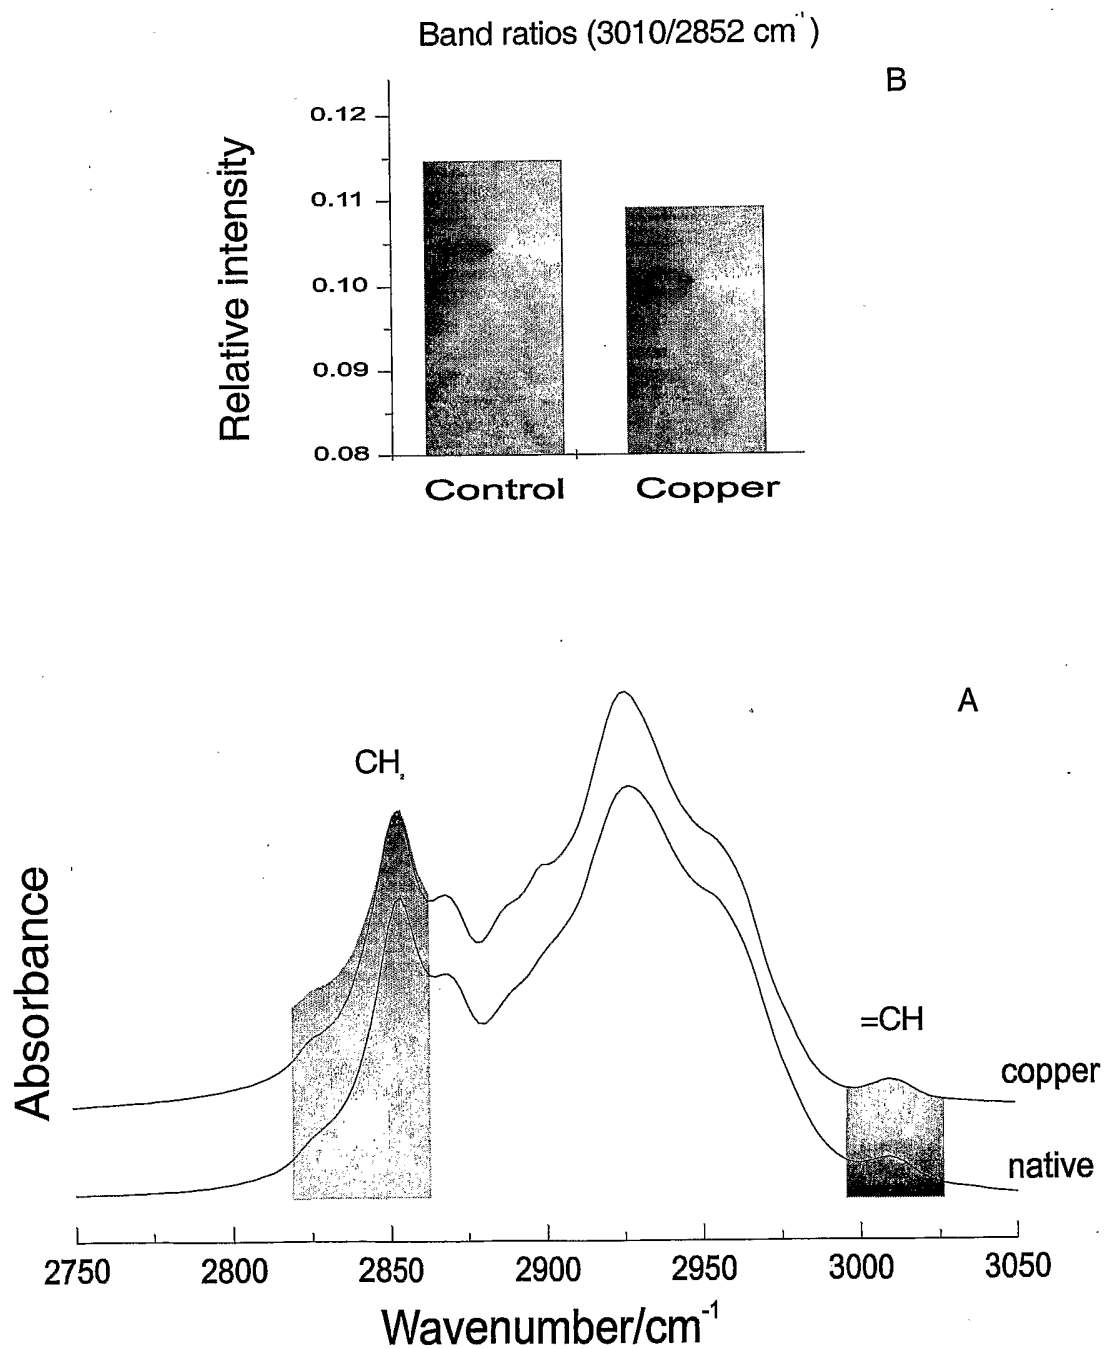 Band ratios (3010/2852 cm⁻¹)
B
Relative intensity
0.12
0.11
0.10
0.09
0.08
Control Copper
A
CH₂
Absorbance
=CH
copper
native
2750 2800 2850 2900 2950 3000 3050
Wavenumber/cm⁻¹